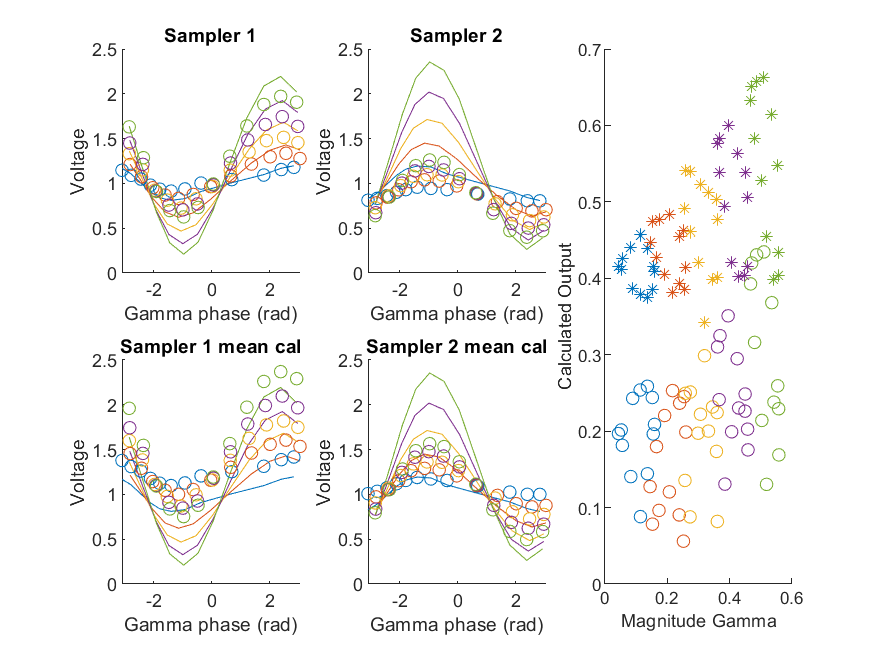 Sampler 1
2.5
2
1.5
1
0.5
0
Voltage
-2 0 2
Gamma phase (rad)
Sampler 2
2.5
2
1.5
1
0.5
0
Voltage
-2 0 2
Gamma phase (rad)
Sampler 1 mean cal
2.5
2
1.5
1
0.5
0
Voltage
-2 0 2
Gamma phase (rad)
Sampler 2 mean cal
2.5
2
1.5
1
0.5
0
Voltage
-2 0 2
Gamma phase (rad)
0.7
0.6
0.5
0.4
0.3
0.2
0.1
0
Calculated Output
0 0.2 0.4 0.6
Magnitude Gamma